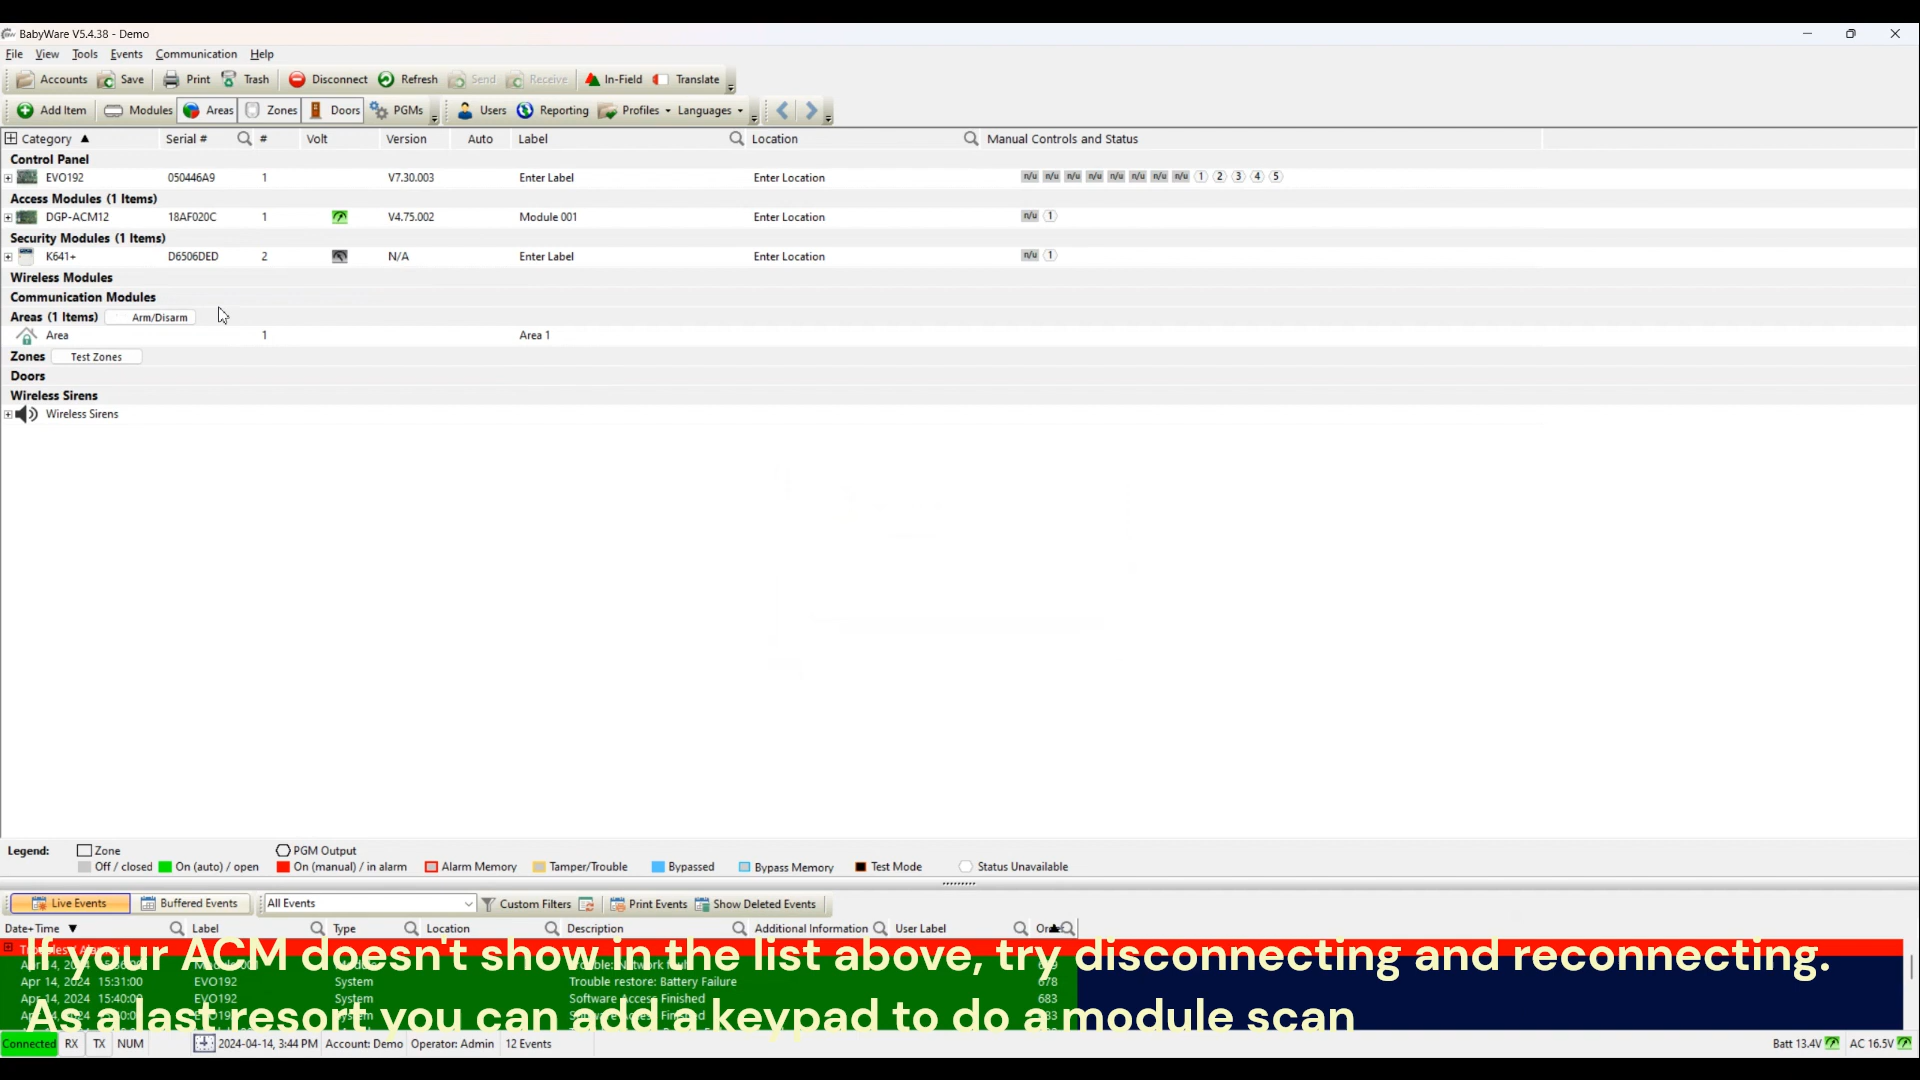 BabyWare V5.4.38 - Demo
File View Tools Events Communication Help
Accounts Save Print Trash Disconnect Refresh Send Receive In-Field Translate
Add Item Modules Areas Zones Doors PGMs Users Reporting Profiles Languages
Category Serial # # Volt Version Auto Label Location Manual Controls and Status
Control Panel
EVO192 050446A9 1 V7.30.003 Enter Label Enter Location n/u n/u n/u n/u n/u n/u n/u n/u 1 2 3 4 5
Access Modules (1 Items)
DGP-ACM12 18AF020C 1 V4.75.002 Module 001 Enter Location n/u 1
Security Modules (1 Items)
K641+ D6506DED 2 N/A Enter Label Enter Location n/u 1
Wireless Modules
Communication Modules
Areas (1 Items) Arm/Disarm
Area 1 Area 1
Zones Test Zones
Doors
Wireless Sirens
Wireless Sirens
Legend: Zone PGM Output
Off / closed On (auto) / open On (manual) / in alarm Alarm Memory Tamper/Trouble Bypassed Bypass Memory Test Mode Status Unavailable
Live Events Buffered Events All Events Custom Filters Print Events Show Deleted Events
Date+Time Label Type Location Description Additional Information User Label
If your ACM doesn't show in the list above, try disconnecting and reconnecting.
Apr 14, 2024 15:31:00 EVO192 System Trouble restore: Battery Failure 678
Apr 14, 2024 15:40:00 EVO192 System Software Access Finished 683
As a last resort you can add a keypad to do a module scan
Connected RX TX NUM 2024-04-14, 3:44 PM Account: Demo Operator: Admin 12 Events Batt 13.4V AC 16.5V